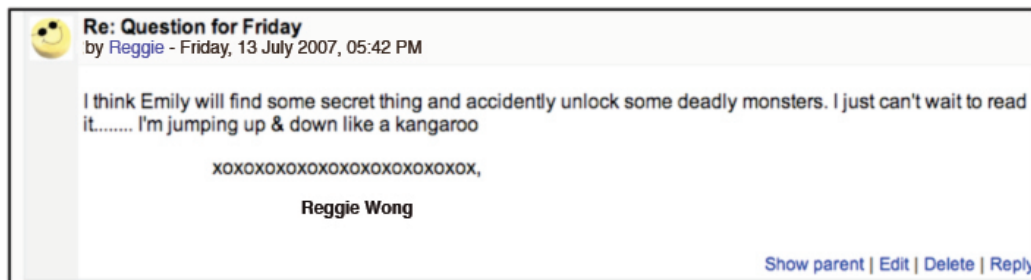 Re: Question for Friday
by Reggie - Friday, 13 July 2007, 05:42 PM
I think Emily will find some secret thing and accidently unlock some deadly monsters. I just can't wait to read
it........ I'm jumping up & down like a kangaroo
xoxoxoxoxoxoxoxoxoxoxoxox,
Reggie Wong
Show parent | Edit | Delete | Reply